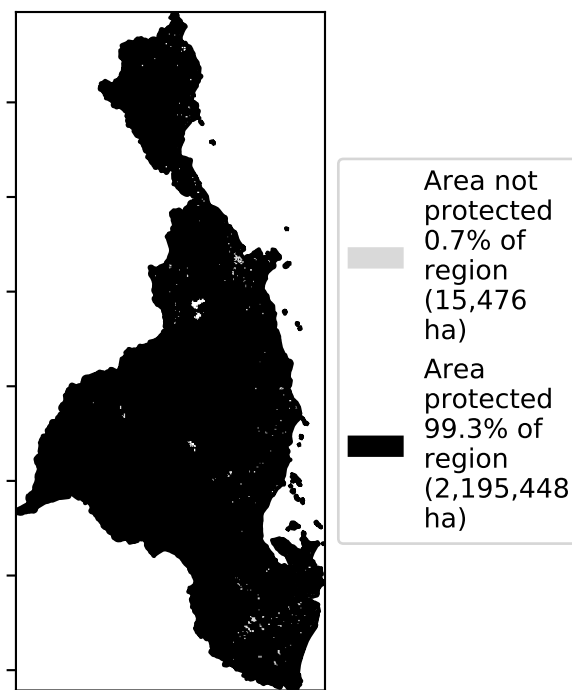 Area not
protected
0.7% of
region
(15,476
ha)
Area
protected
99.3% of
region
(2,195,448
ha)